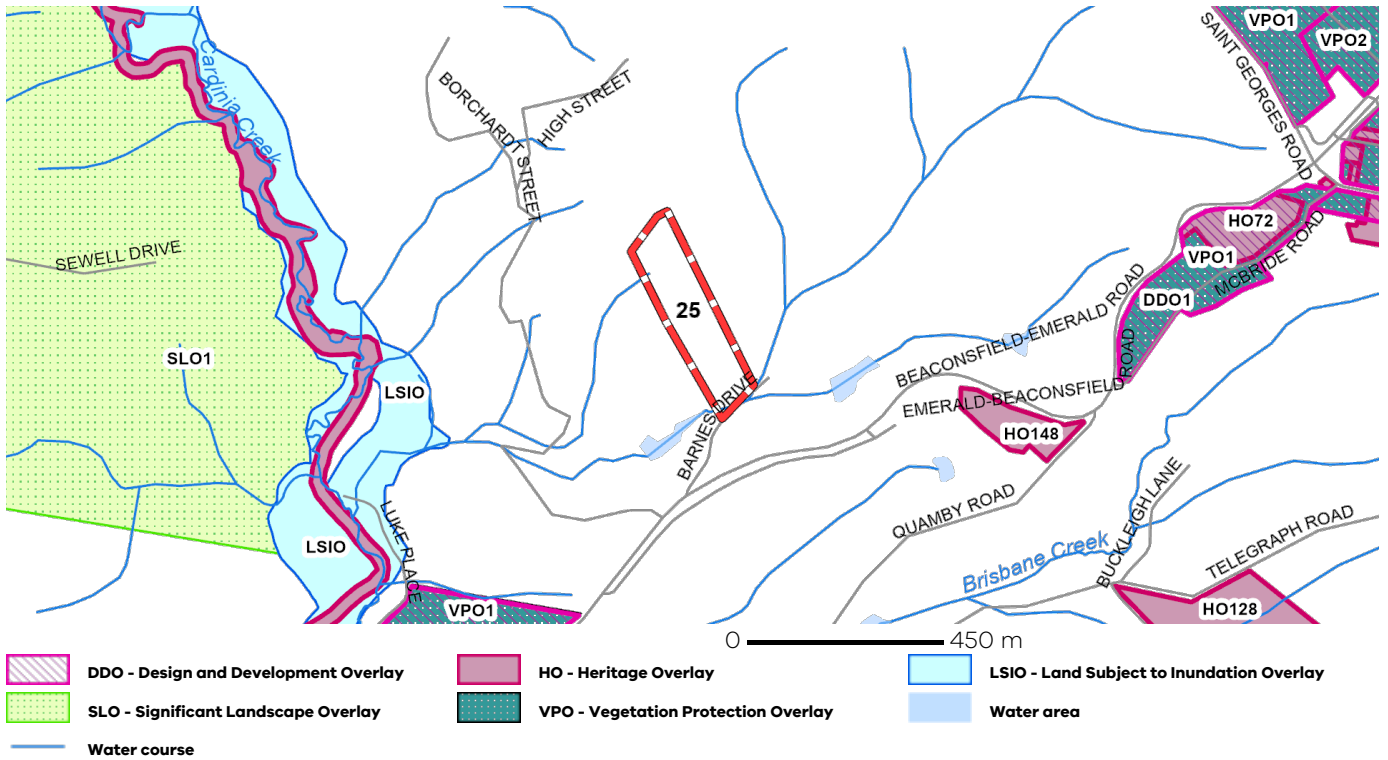 VPO1
VPO2
SAINT GEORGES ROAD
Cardinia Creek
BORCHARDT STREET
HIGH STREET
SEWELL DRIVE
HO72
VPO1
MCBRIDE ROAD
DDO1
25
SLO1
LSIO
BEACONSFIELD-EMERALD ROAD
EMERALD-BEACONSFIELD ROAD
BARNES DRIVE
HO148
LUKE PLACE
LSIO
QUAMBY ROAD
BUCKLEIGH LANE
TELEGRAPH ROAD
Brisbane Creek
VPO1
HO128
0 450 m
DDO - Design and Development Overlay
HO - Heritage Overlay
LSIO - Land Subject to Inundation Overlay
SLO - Significant Landscape Overlay
VPO - Vegetation Protection Overlay
Water area
Water course